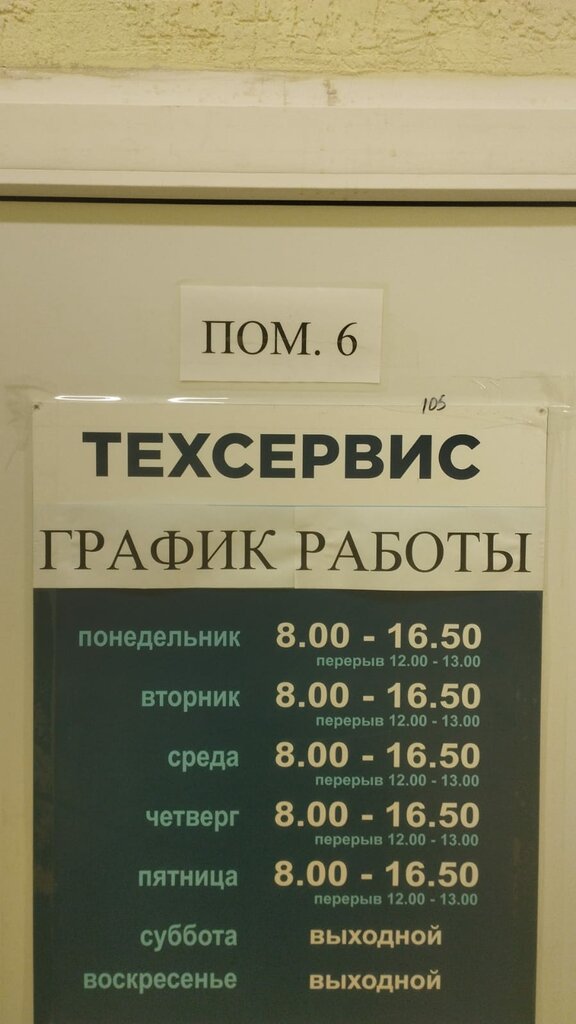 ПОМ. 6
105
ТЕХСЕРВИС
ГРАФИК РАБОТЫ
понедельник 8.00 - 16.50
перерыв 12.00 - 13.00
вторник 8.00 - 16.50
перерыв 12.00 - 13.00
среда 8.00 - 16.50
перерыв 12.00 - 13.00
четверг 8.00 - 16.50
перерыв 12.00 - 13.00
пятница 8.00 - 16.50
перерыв 12.00 - 13.00
суббота выходной
воскресенье выходной